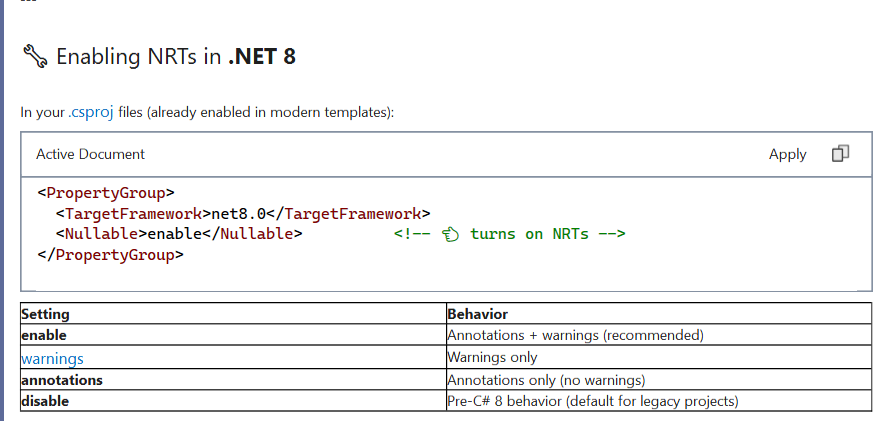 Enabling NRTs in .NET 8
In your .csproj files (already enabled in modern templates):
Active Document Apply
<PropertyGroup>
<TargetFramework>net8.0</TargetFramework>
<Nullable>enable</Nullable> <!-- 👈 turns on NRTs -->
</PropertyGroup>
Setting Behavior
enable Annotations + warnings (recommended)
warnings Warnings only
annotations Annotations only (no warnings)
disable Pre-C# 8 behavior (default for legacy projects)